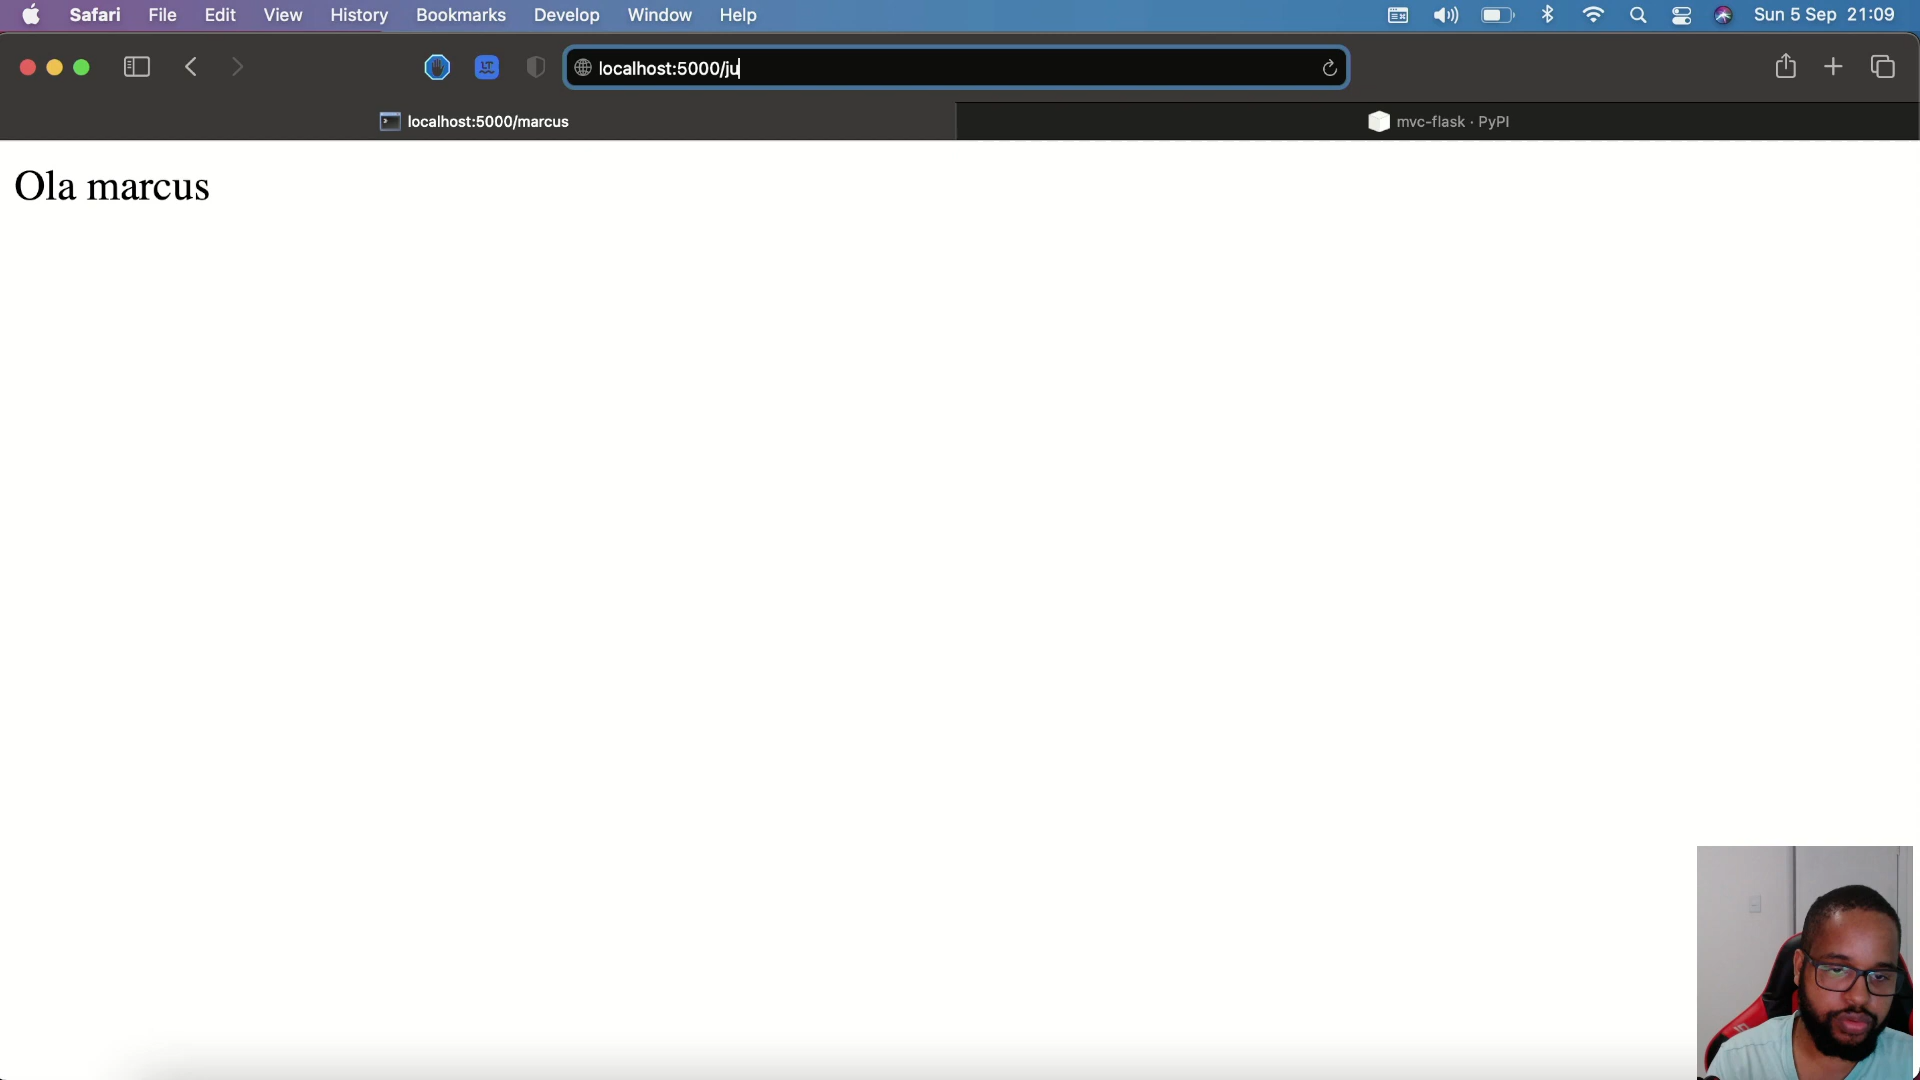 Safari File Edit View History Bookmarks Develop Window Help Sun 5 Sep 21:09
LT localhost:5000/ju
localhost:5000/marcus mvc-flask · PyPI
Ola marcus